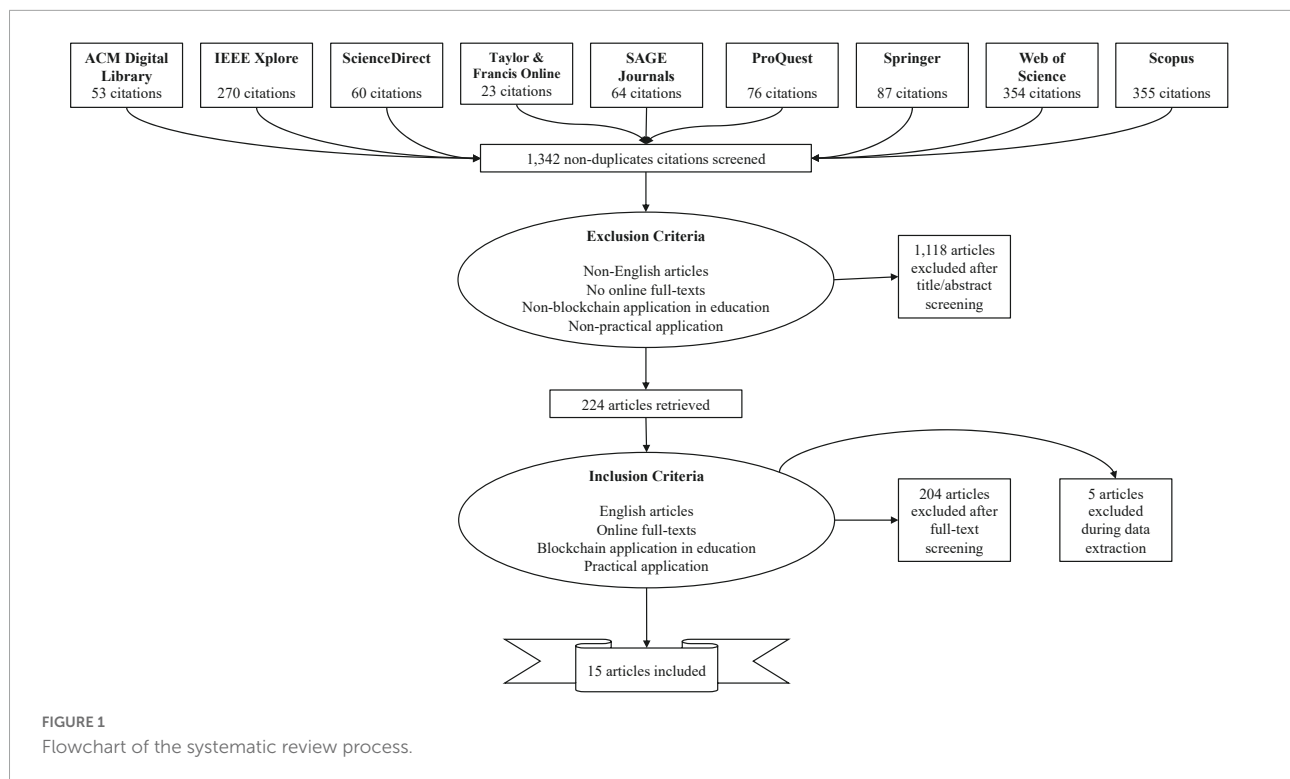 ACM Digital
Library
53 citations
IEEE Xplore
270 citations
ScienceDirect
60 citations
Taylor &
Francis Online
23 citations
SAGE
Journals
64 citations
ProQuest
76 citations
Springer
87 citations
Web of
Science
354 citations
Scopus
355 citations
1,342 non-duplicates citations screened
Exclusion Criteria
Non-English articles
No online full-texts
Non-blockchain application in education
Non-practical application
1,118 articles
excluded after
title/abstract
screening
224 articles retrieved
Inclusion Criteria
English articles
Online full-texts
Blockchain application in education
Practical application
204 articles
excluded after
full-text
screening
5 articles
excluded
during data
extraction
15 articles included
FIGURE 1
Flowchart of the systematic review process.